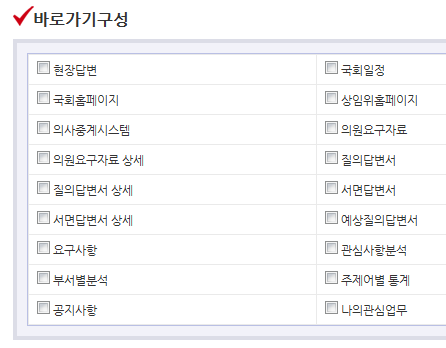 바로가기구성
현장답변 국회일정
국회홈페이지 상임위홈페이지
의사중계시스템 의원요구자료
의원요구자료 상세 질의답변서
질의답변서 상세 서면답변서
서면답변서 상세 예상질의답변서
요구사항 관심사항분석
부서별분석 주제어별 통계
공지사항 나의관심업무